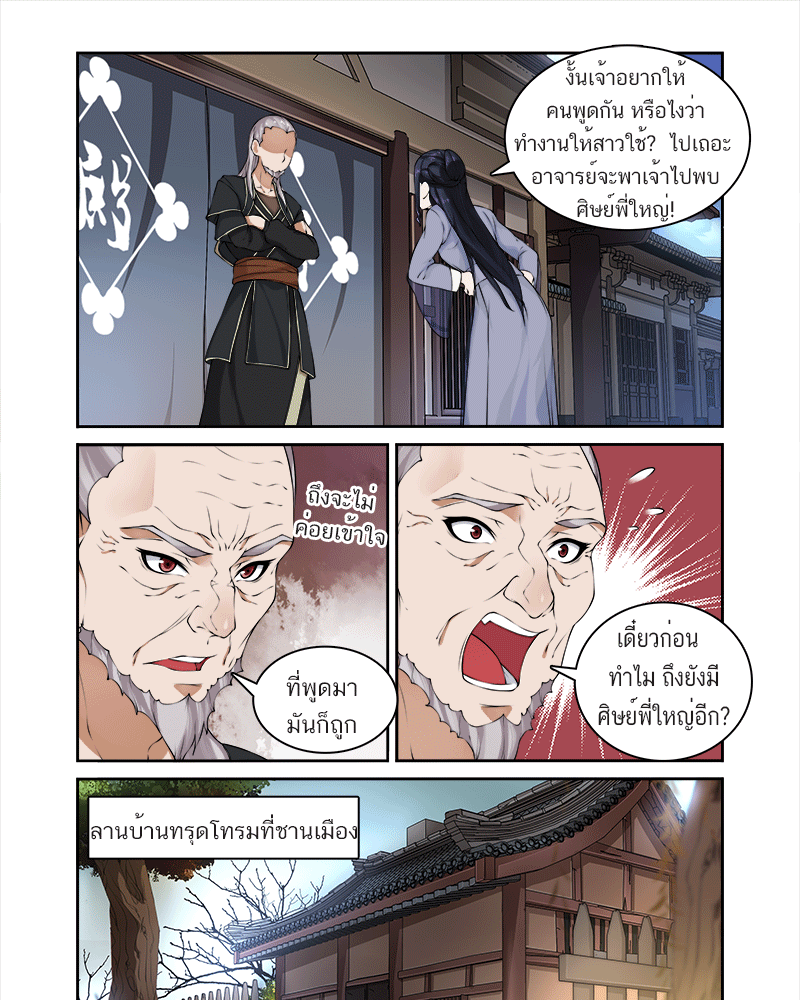 งั้นเจ้าอยากให้
คนพูดกัน หรือไงว่า
ทำงานให้สาวใช้? ไปเถอะ
อาจารย์จะพาเจ้าไปพบ
ศิษย์พี่ใหญ่!
ถึงจะไม่
ค่อยเข้าใจ
ที่พูดมา
มันก็ถูก
เดี๋ยวก่อน
ทำไม ถึงยังมี
ศิษย์พี่ใหญ่อีก?
ลานบ้านทรุดโทรมที่ชานเมือง